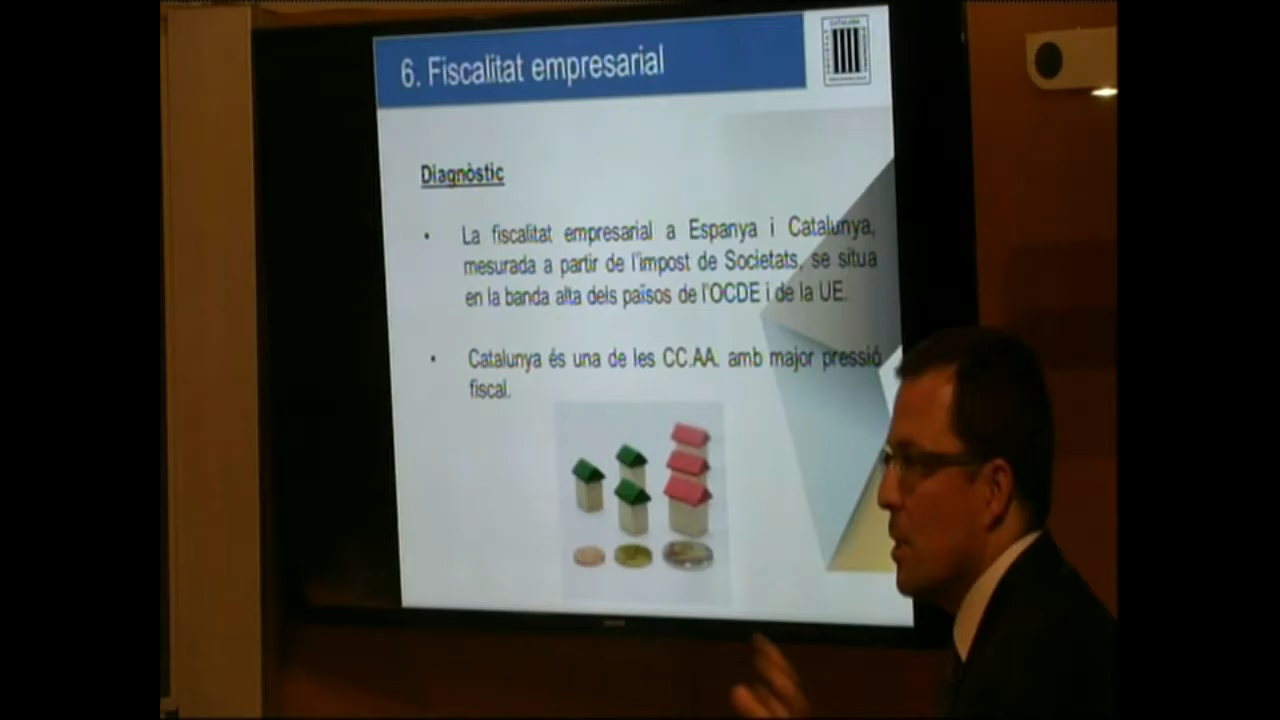 6. Fiscalitat empresarial
Diagnòstic
• La fiscalitat empresarial a Espanya i Catalunya,
mesurada a partir de l'impost de Societats, se situa
en la banda alta dels països de l'OCDE i de la UE.
• Catalunya és una de les CC.AA. amb major pressió
fiscal.